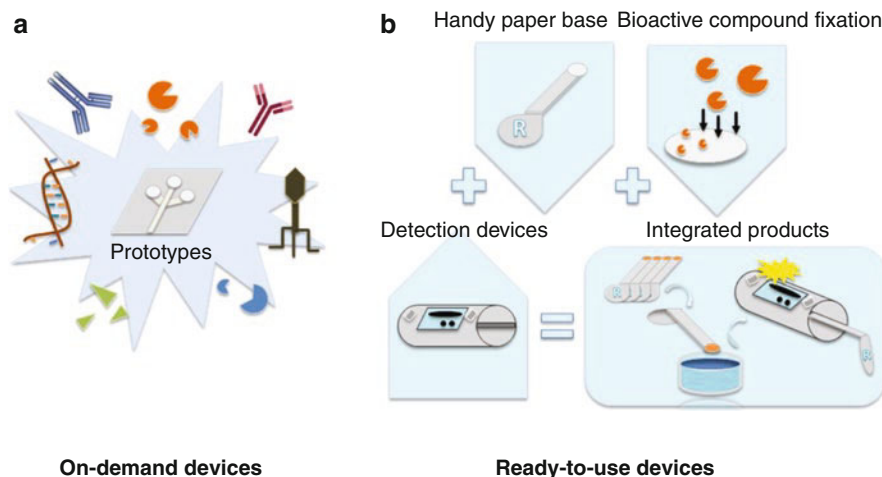 a
Prototypes
On-demand devices
b
Handy paper base
Bioactive compound fixation
R
Detection devices
Integrated products
R
R
Ready-to-use devices